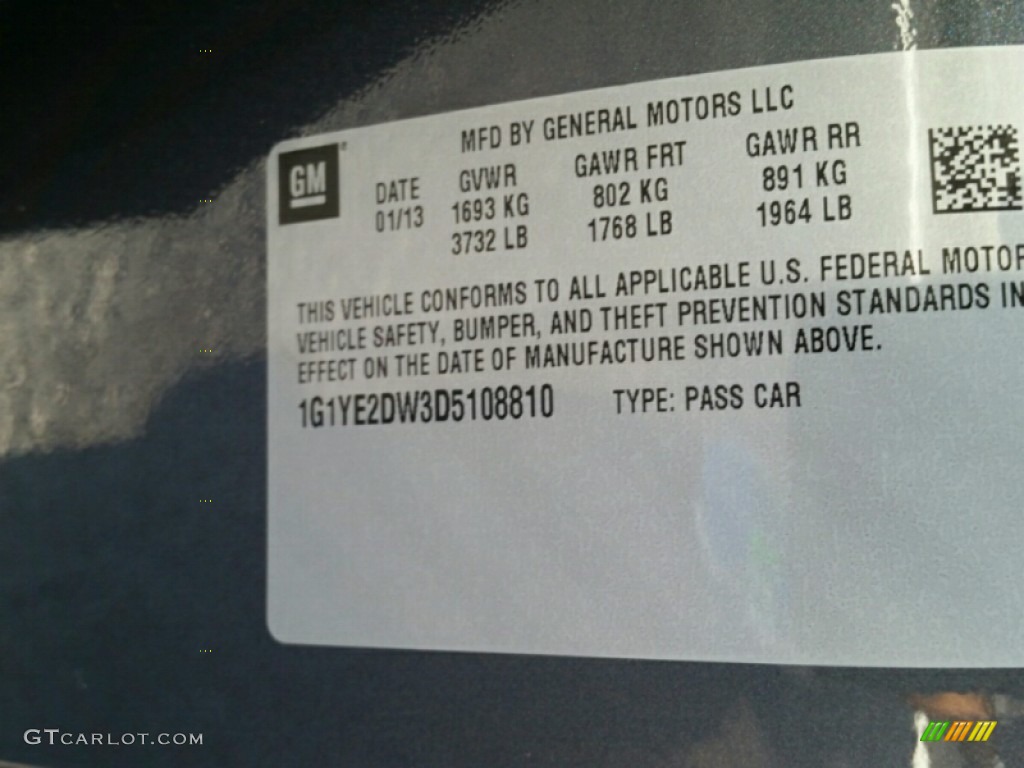 MFD BY GENERAL MOTORS LLC
GM
DATE GVWR GAWR FRT GAWR RR
01/13 1693 KG 802 KG 891 KG
3732 LB 1768 LB 1964 LB
THIS VEHICLE CONFORMS TO ALL APPLICABLE U.S. FEDERAL MOTOR
VEHICLE SAFETY, BUMPER, AND THEFT PREVENTION STANDARDS IN
EFFECT ON THE DATE OF MANUFACTURE SHOWN ABOVE.
1G1YE2DW3D5108810 TYPE: PASS CAR
GTCARLOT.COM